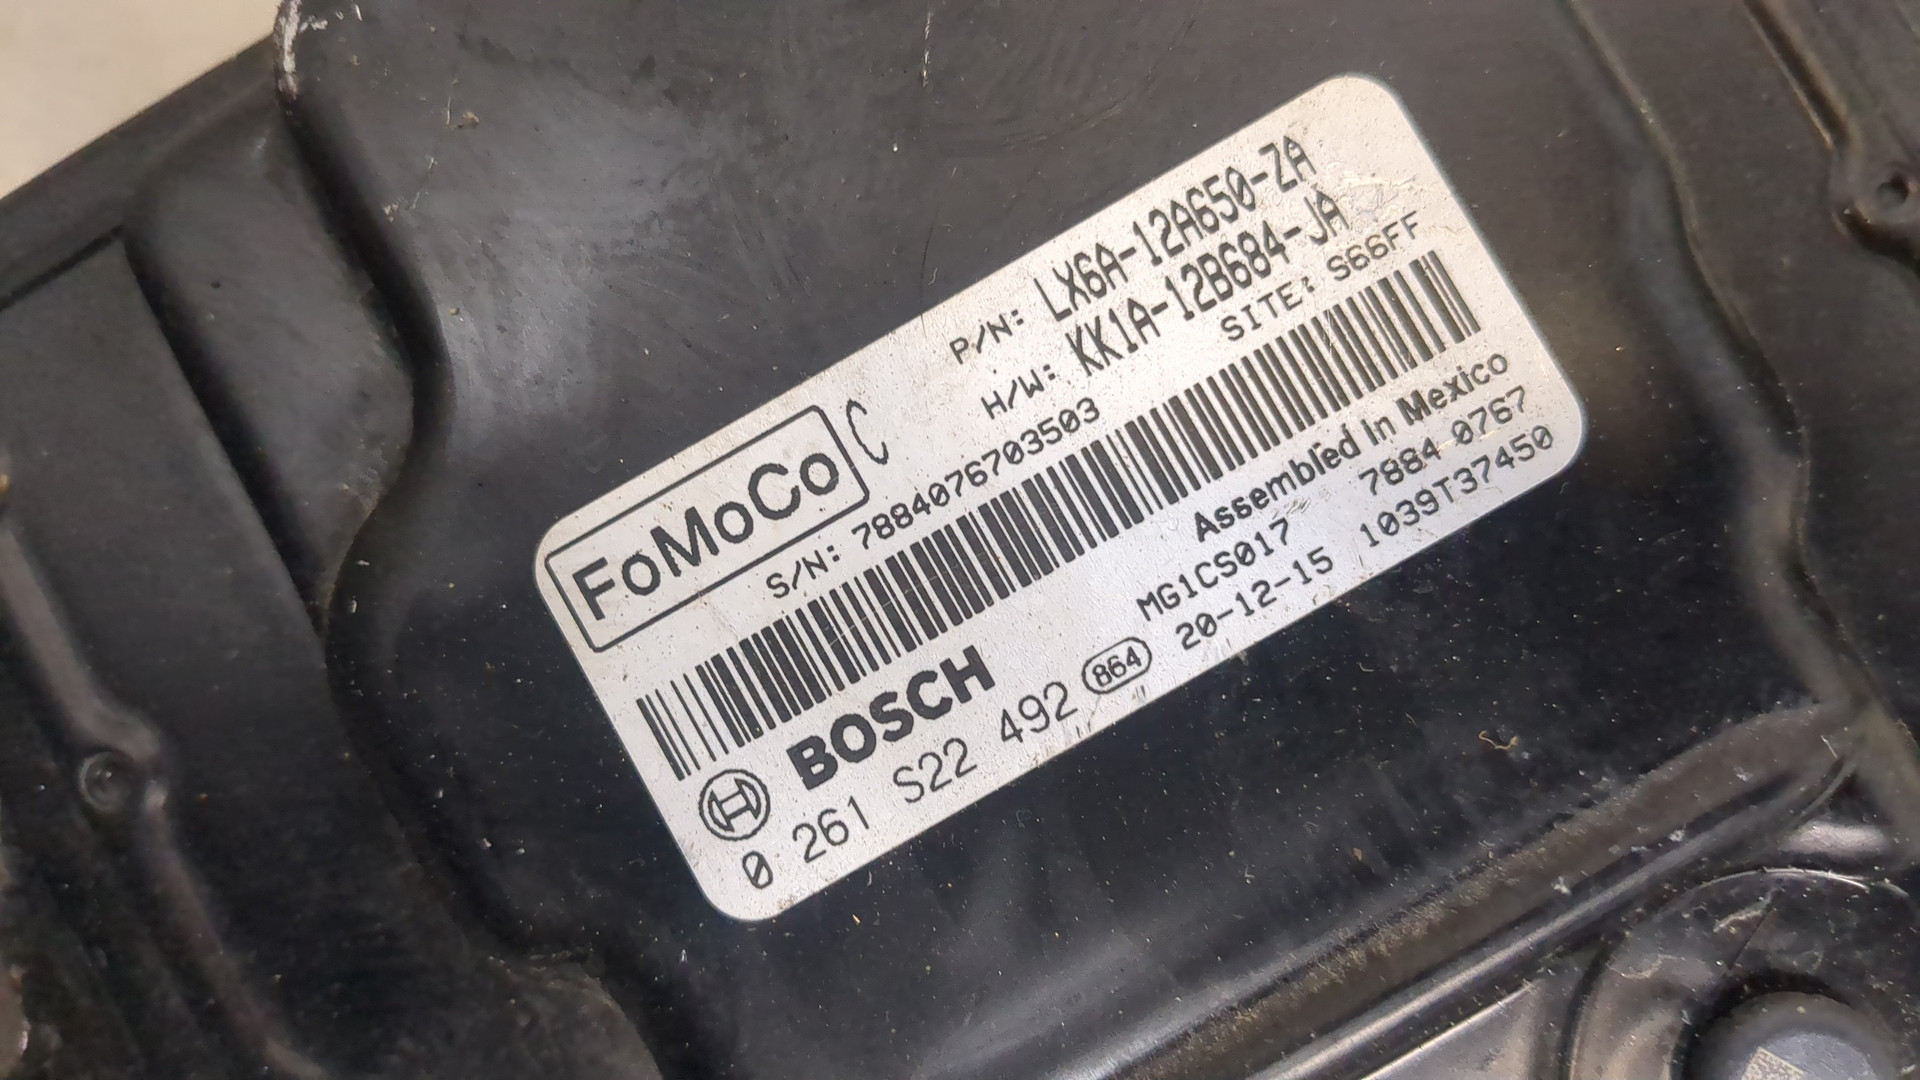 FoMoCo C
P/N: LX6A-12A650-ZA
H/W: KK1A-12B684-JA
S/N: 7884076703503
SITE: S66FF
BOSCH
Assembled In Mexico
MG1CS017 7884 0767
0 261 S22 492 864 20-12-15 1039T37450